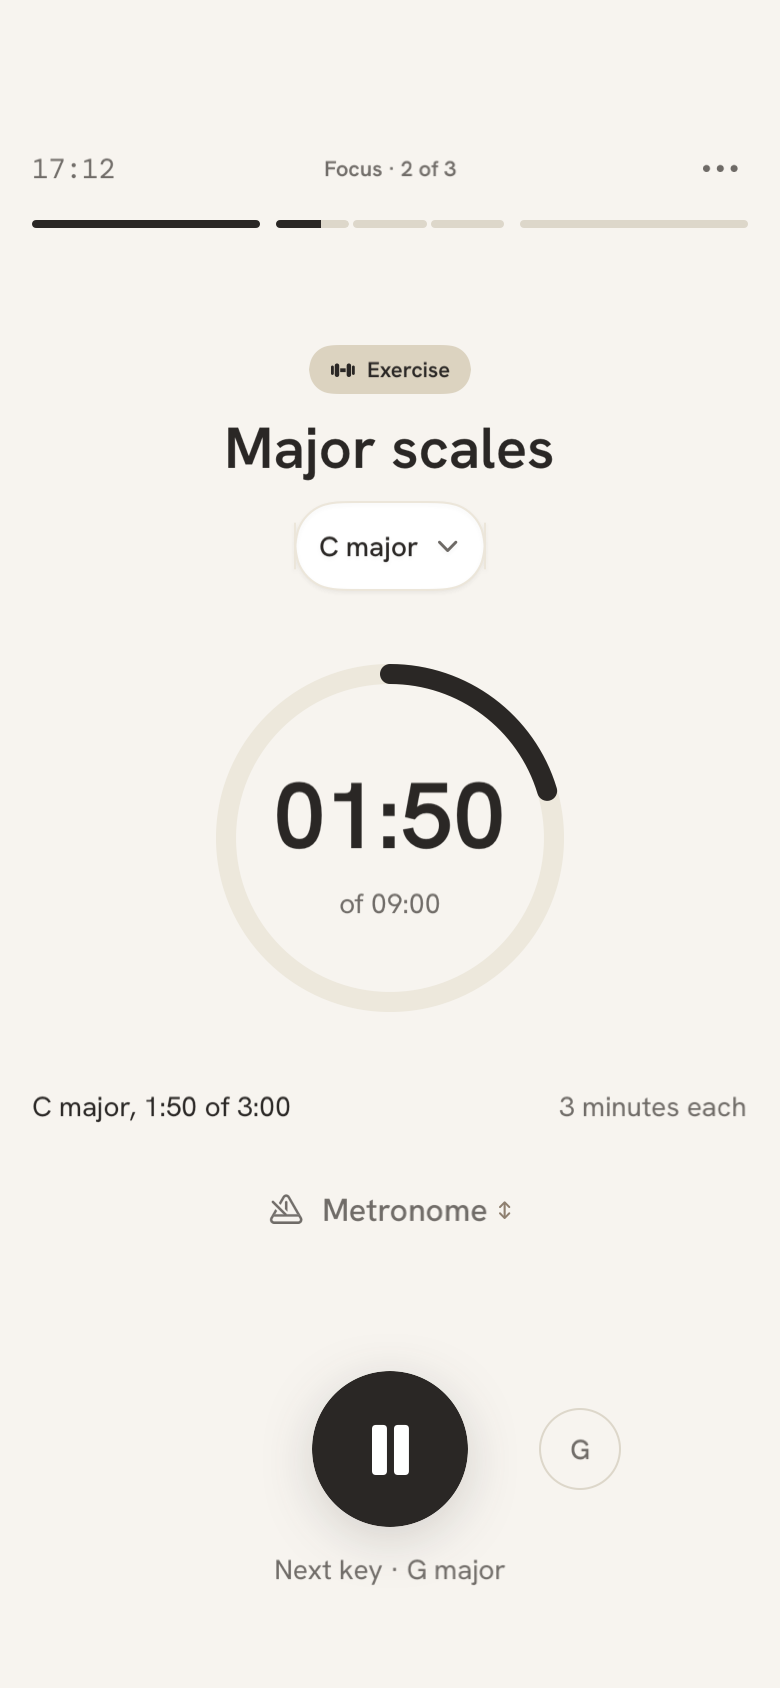 17:12
Focus · 2 of 3
Exercise
Major scales
C major
01:50
of 09:00
C major, 1:50 of 3:00
3 minutes each
Metronome
G
Next key · G major